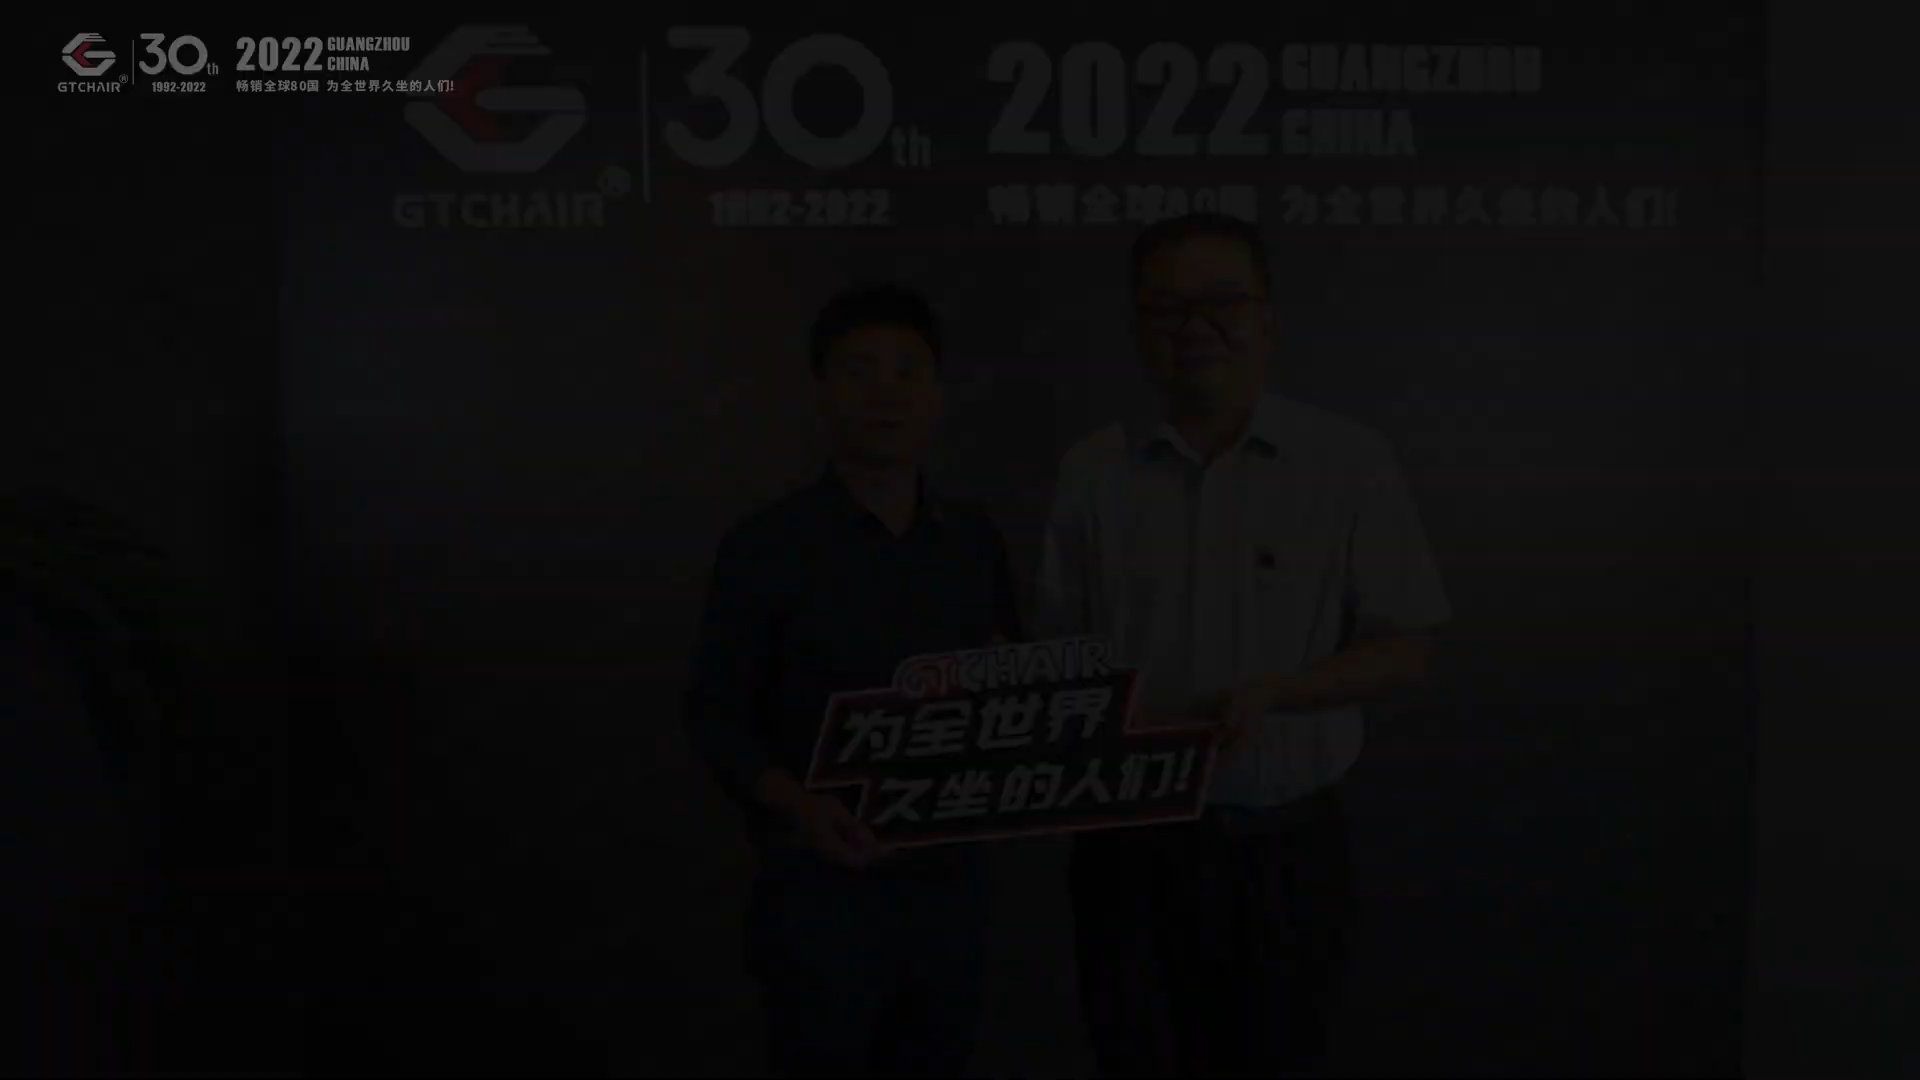 GTCHAIR®
30th
1992-2022
2022 GUANGZHOU
CHINA
畅销全球80国 为全世界久坐的人们!
GTCHAIR®
30th
1992-2022
2022 GUANGZHOU
CHINA
畅销全球80国 为全世界久坐的人们!
GTCHAIR
为全世界
久坐的人们!